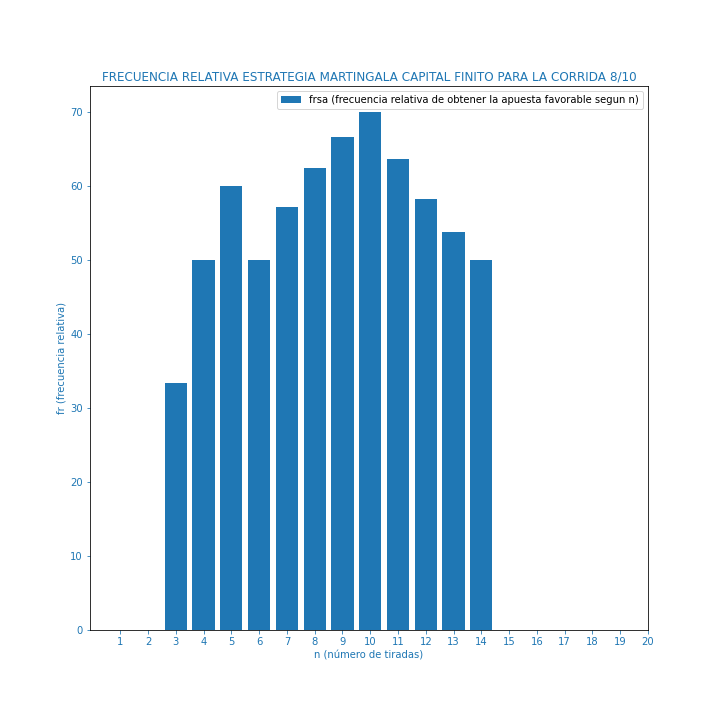 FRECUENCIA RELATIVA ESTRATEGIA MARTINGALA CAPITAL FINITO PARA LA CORRIDA 8/10
frsa (frecuencia relativa de obtener la apuesta favorable segun n)
70
60
50
40
30
20
10
0
fr (frecuencia relativa)
1 2 3 4 5 6 7 8 9 10 11 12 13 14 15 16 17 18 19 20
n (número de tiradas)